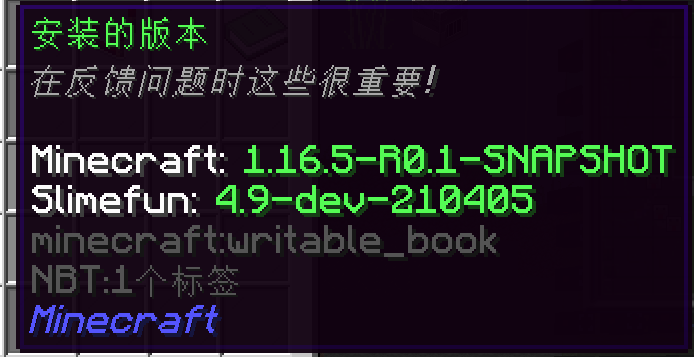 安装的版本
在反馈问题时这些很重要!
Minecraft: 1.16.5-R0.1-SNAPSHOT
Slimefun: 4.9-dev-210405
minecraft:writable_book
NBT:1个标签
Minecraft